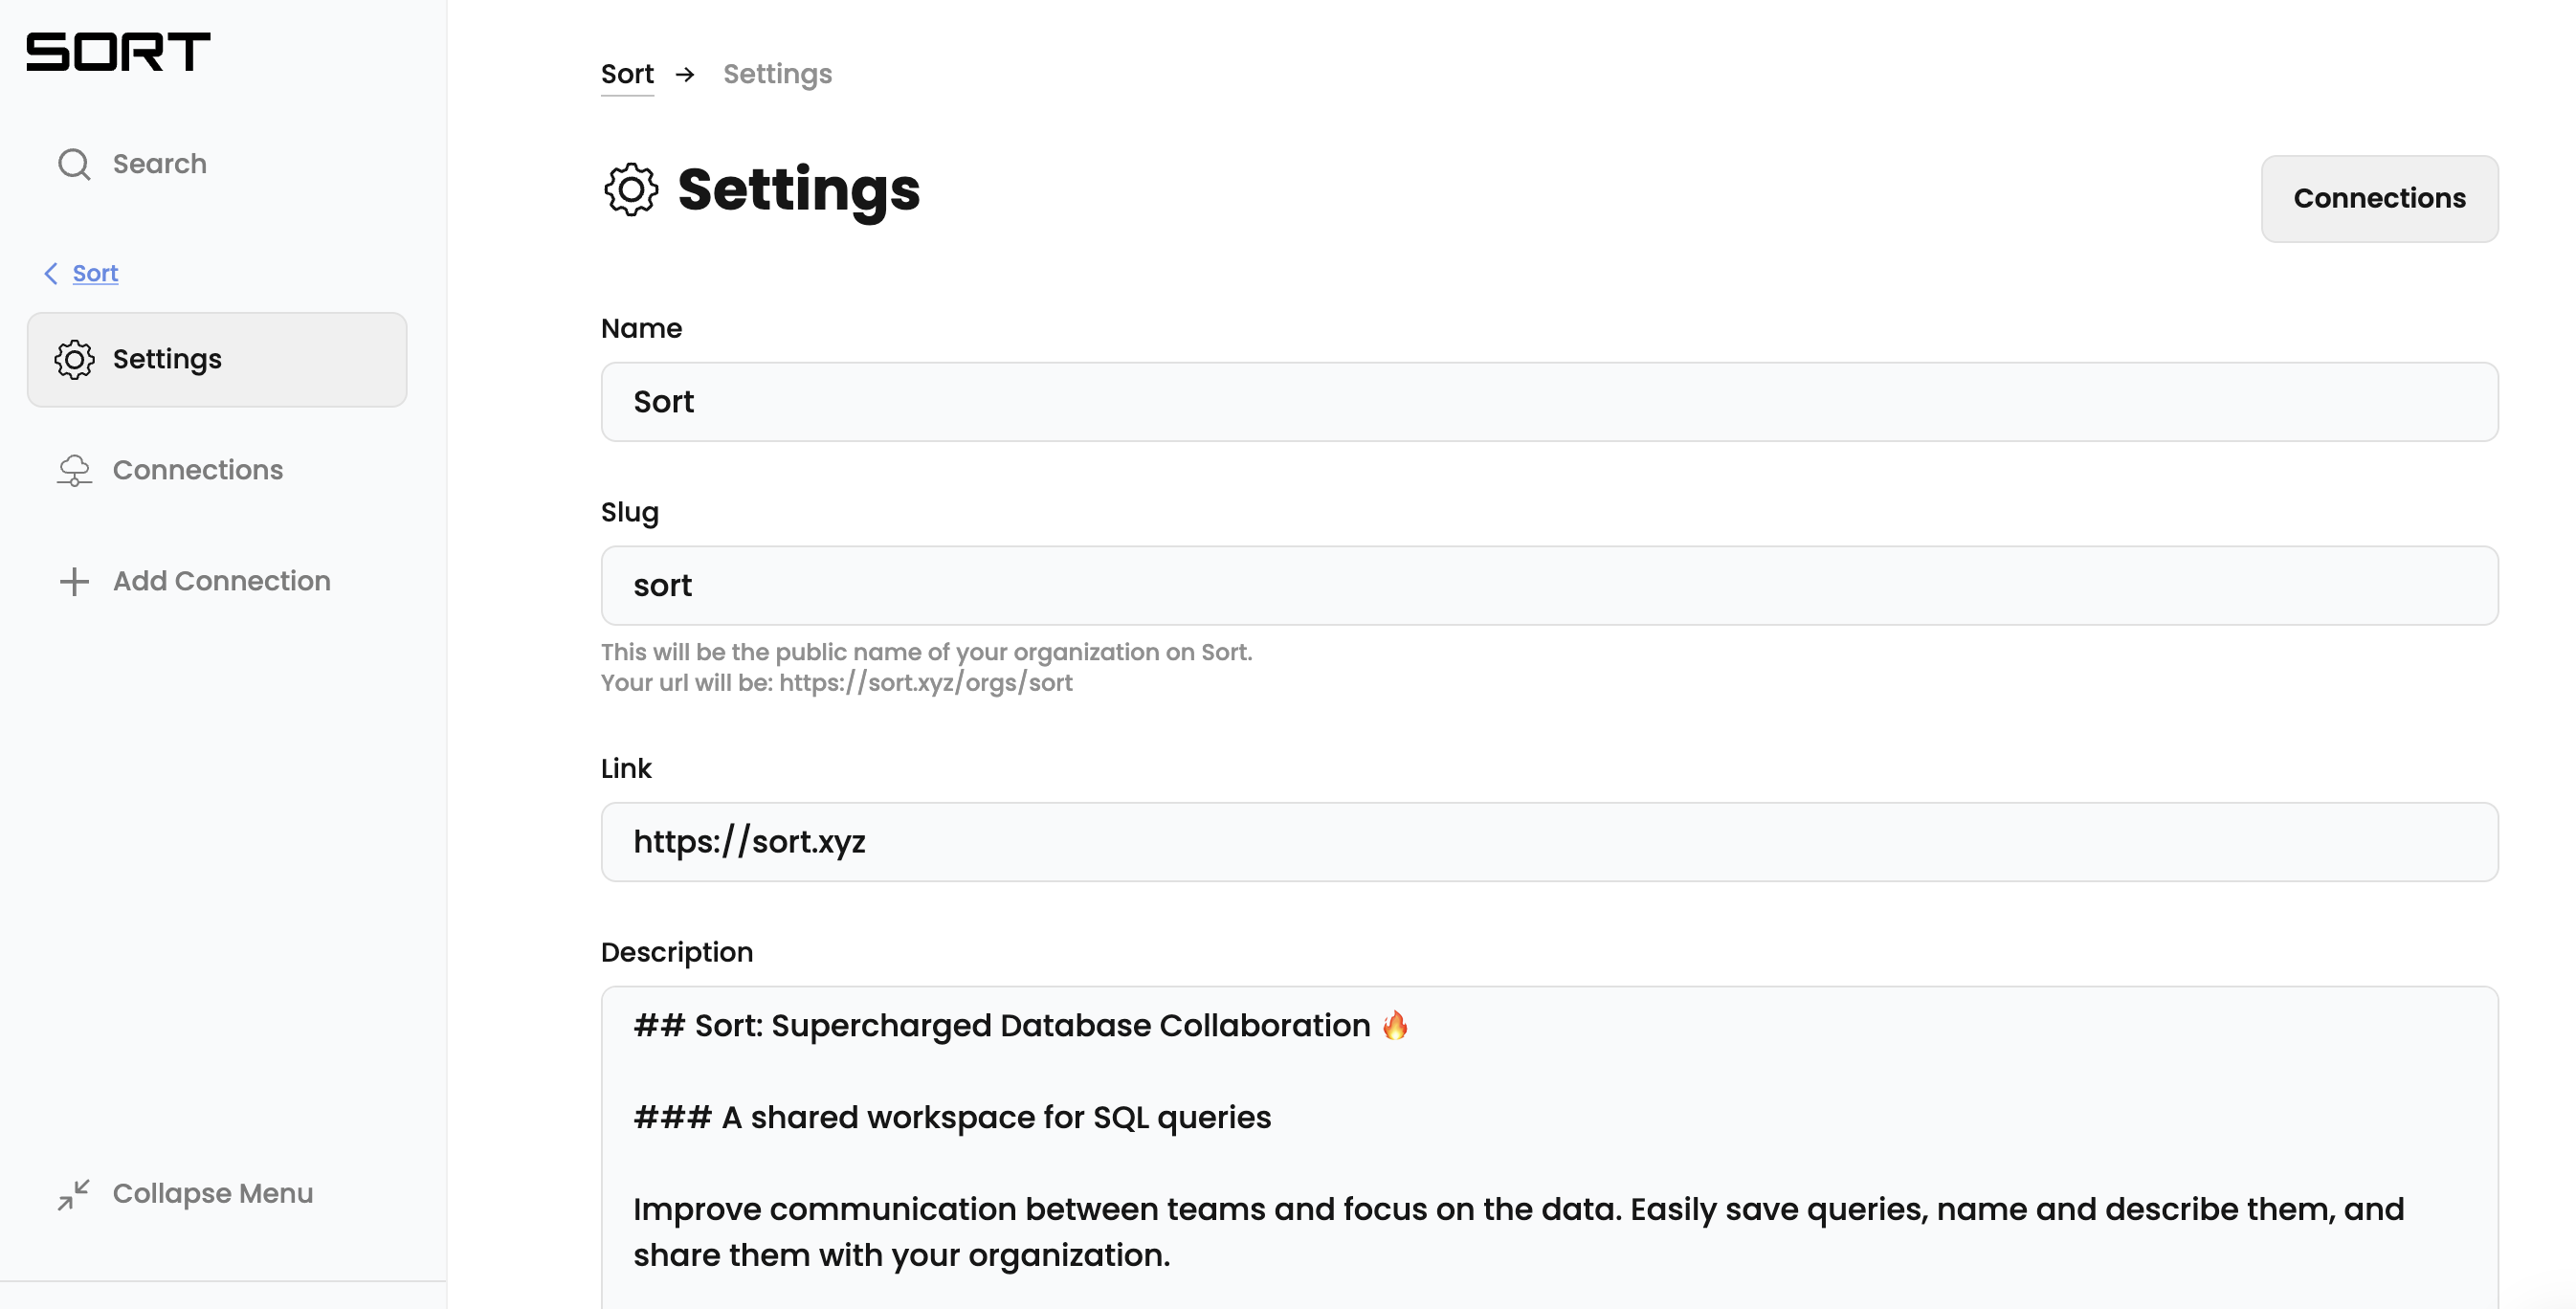 SORT
Search
Sort
Settings
Connections
Add Connection
Collapse Menu
Sort → Settings
Settings
Connections
Name
Sort
Slug
sort
This will be the public name of your organization on Sort.
Your url will be: https://sort.xyz/orgs/sort
Link
https://sort.xyz
Description
## Sort: Supercharged Database Collaboration 🔥
### A shared workspace for SQL queries
Improve communication between teams and focus on the data. Easily save queries, name and describe them, and
share them with your organization.